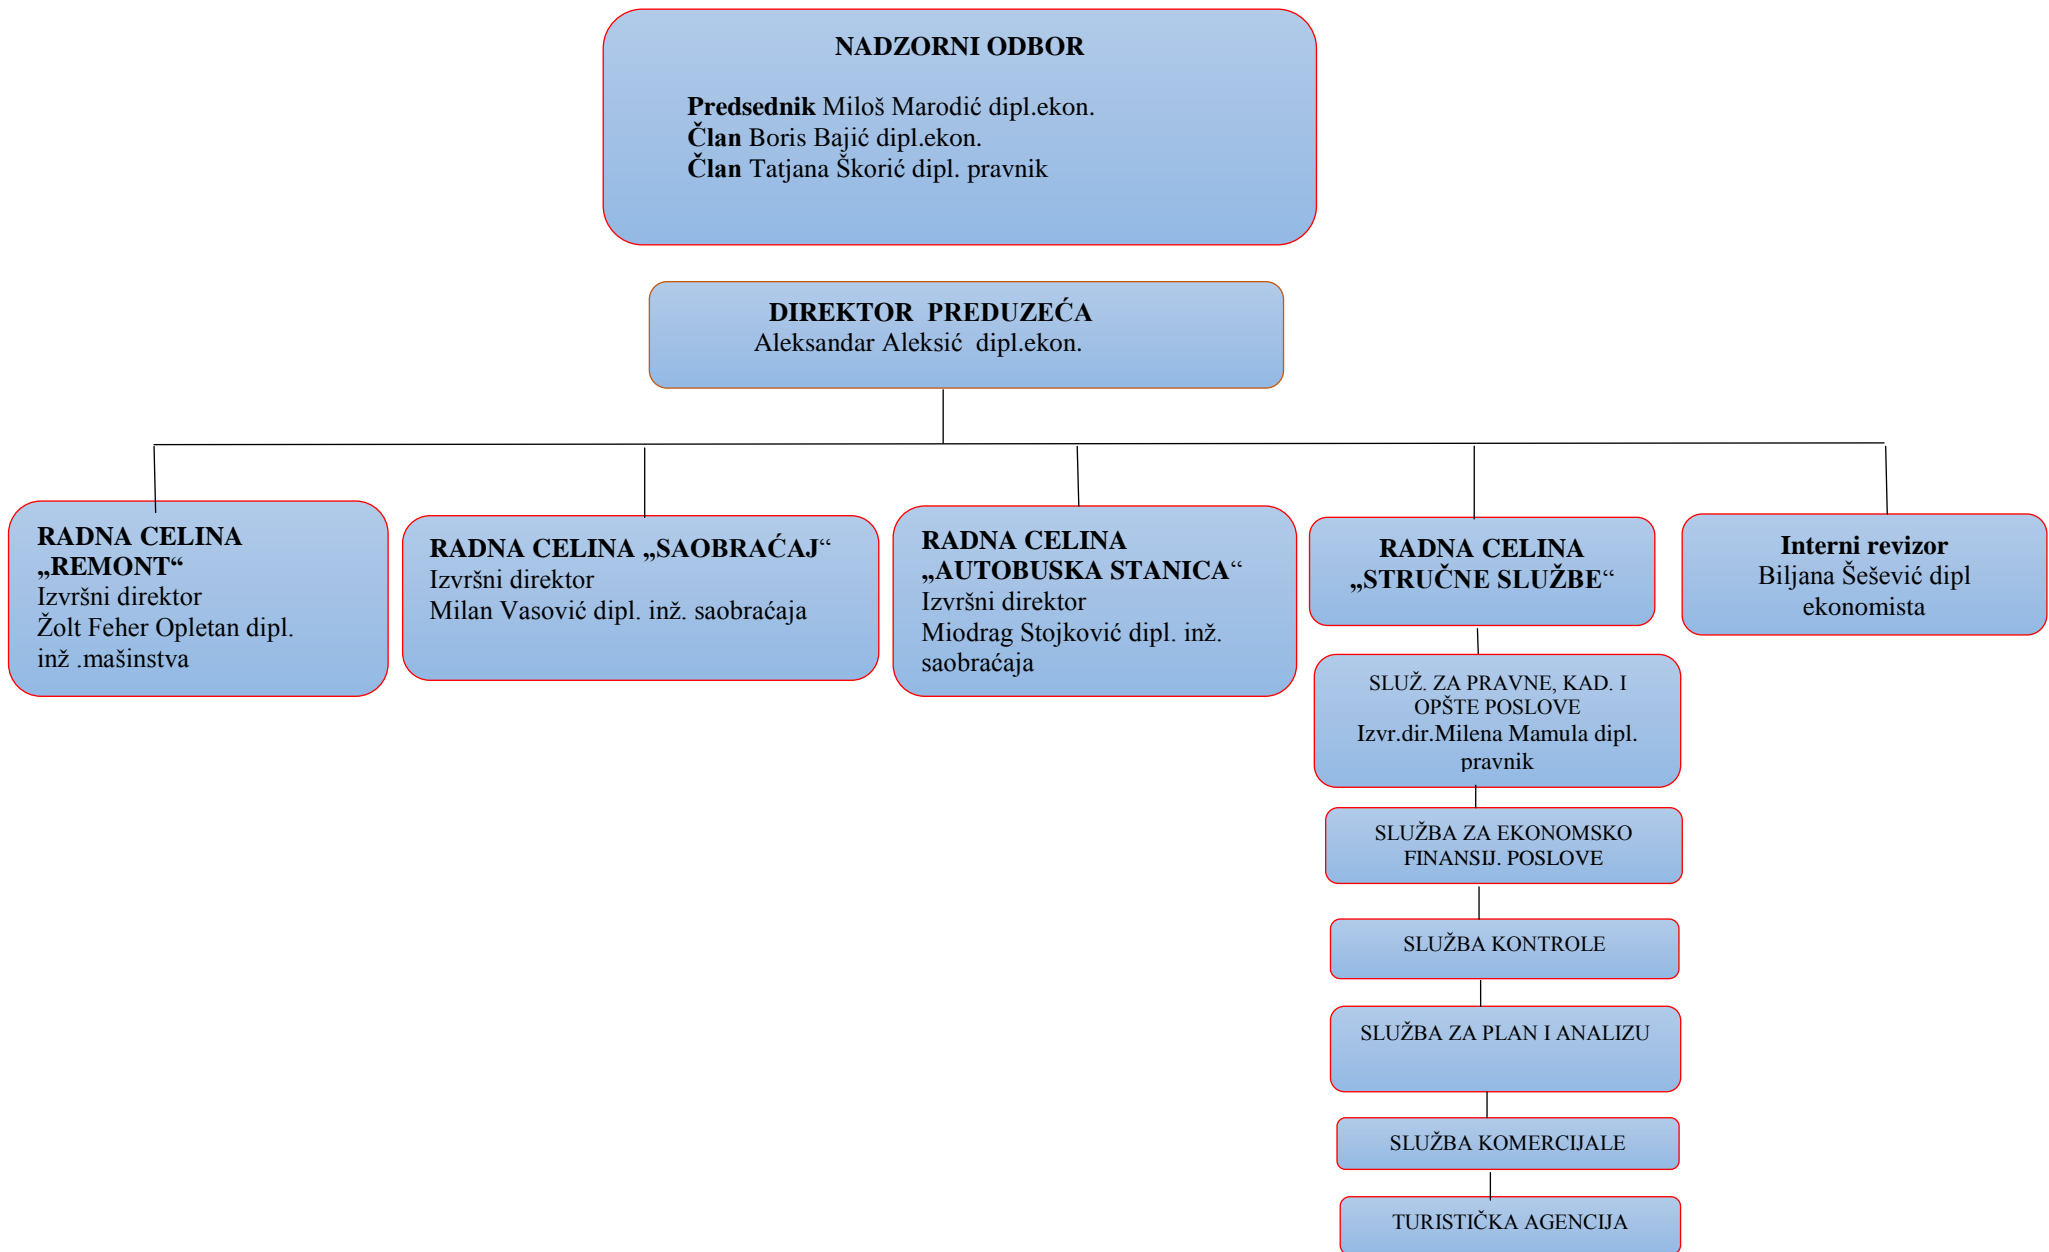 NADZORNI ODBOR
Predsednik Miloš Marodić dipl.ekon.
Član Boris Bajić dipl.ekon.
Član Tatjana Škorić dipl. pravnik
DIREKTOR PREDUZEĆA
Aleksandar Aleksić dipl.ekon.
RADNA CELINA
„REMONT“
Izvršni direktor
Žolt Feher Opletan dipl.
inž .mašinstva
RADNA CELINA „SAOBRAĆAJ“
Izvršni direktor
Milan Vasović dipl. inž. saobraćaja
RADNA CELINA
„AUTOBUSKA STANICA“
Izvršni direktor
Miodrag Stojković dipl. inž.
saobraćaja
RADNA CELINA
„STRUČNE SLUŽBE“
Interni revizor
Biljana Šešević dipl
ekonomista
SLUŽ. ZA PRAVNE, KAD. I
OPŠTE POSLOVE
Izvr.dir.Milena Mamula dipl.
pravnik
SLUŽBA ZA EKONOMSKO
FINANSIJ. POSLOVE
SLUŽBA KONTROLE
SLUŽBA ZA PLAN I ANALIZU
SLUŽBA KOMERCIJALE
TURISTIČKA AGENCIJA